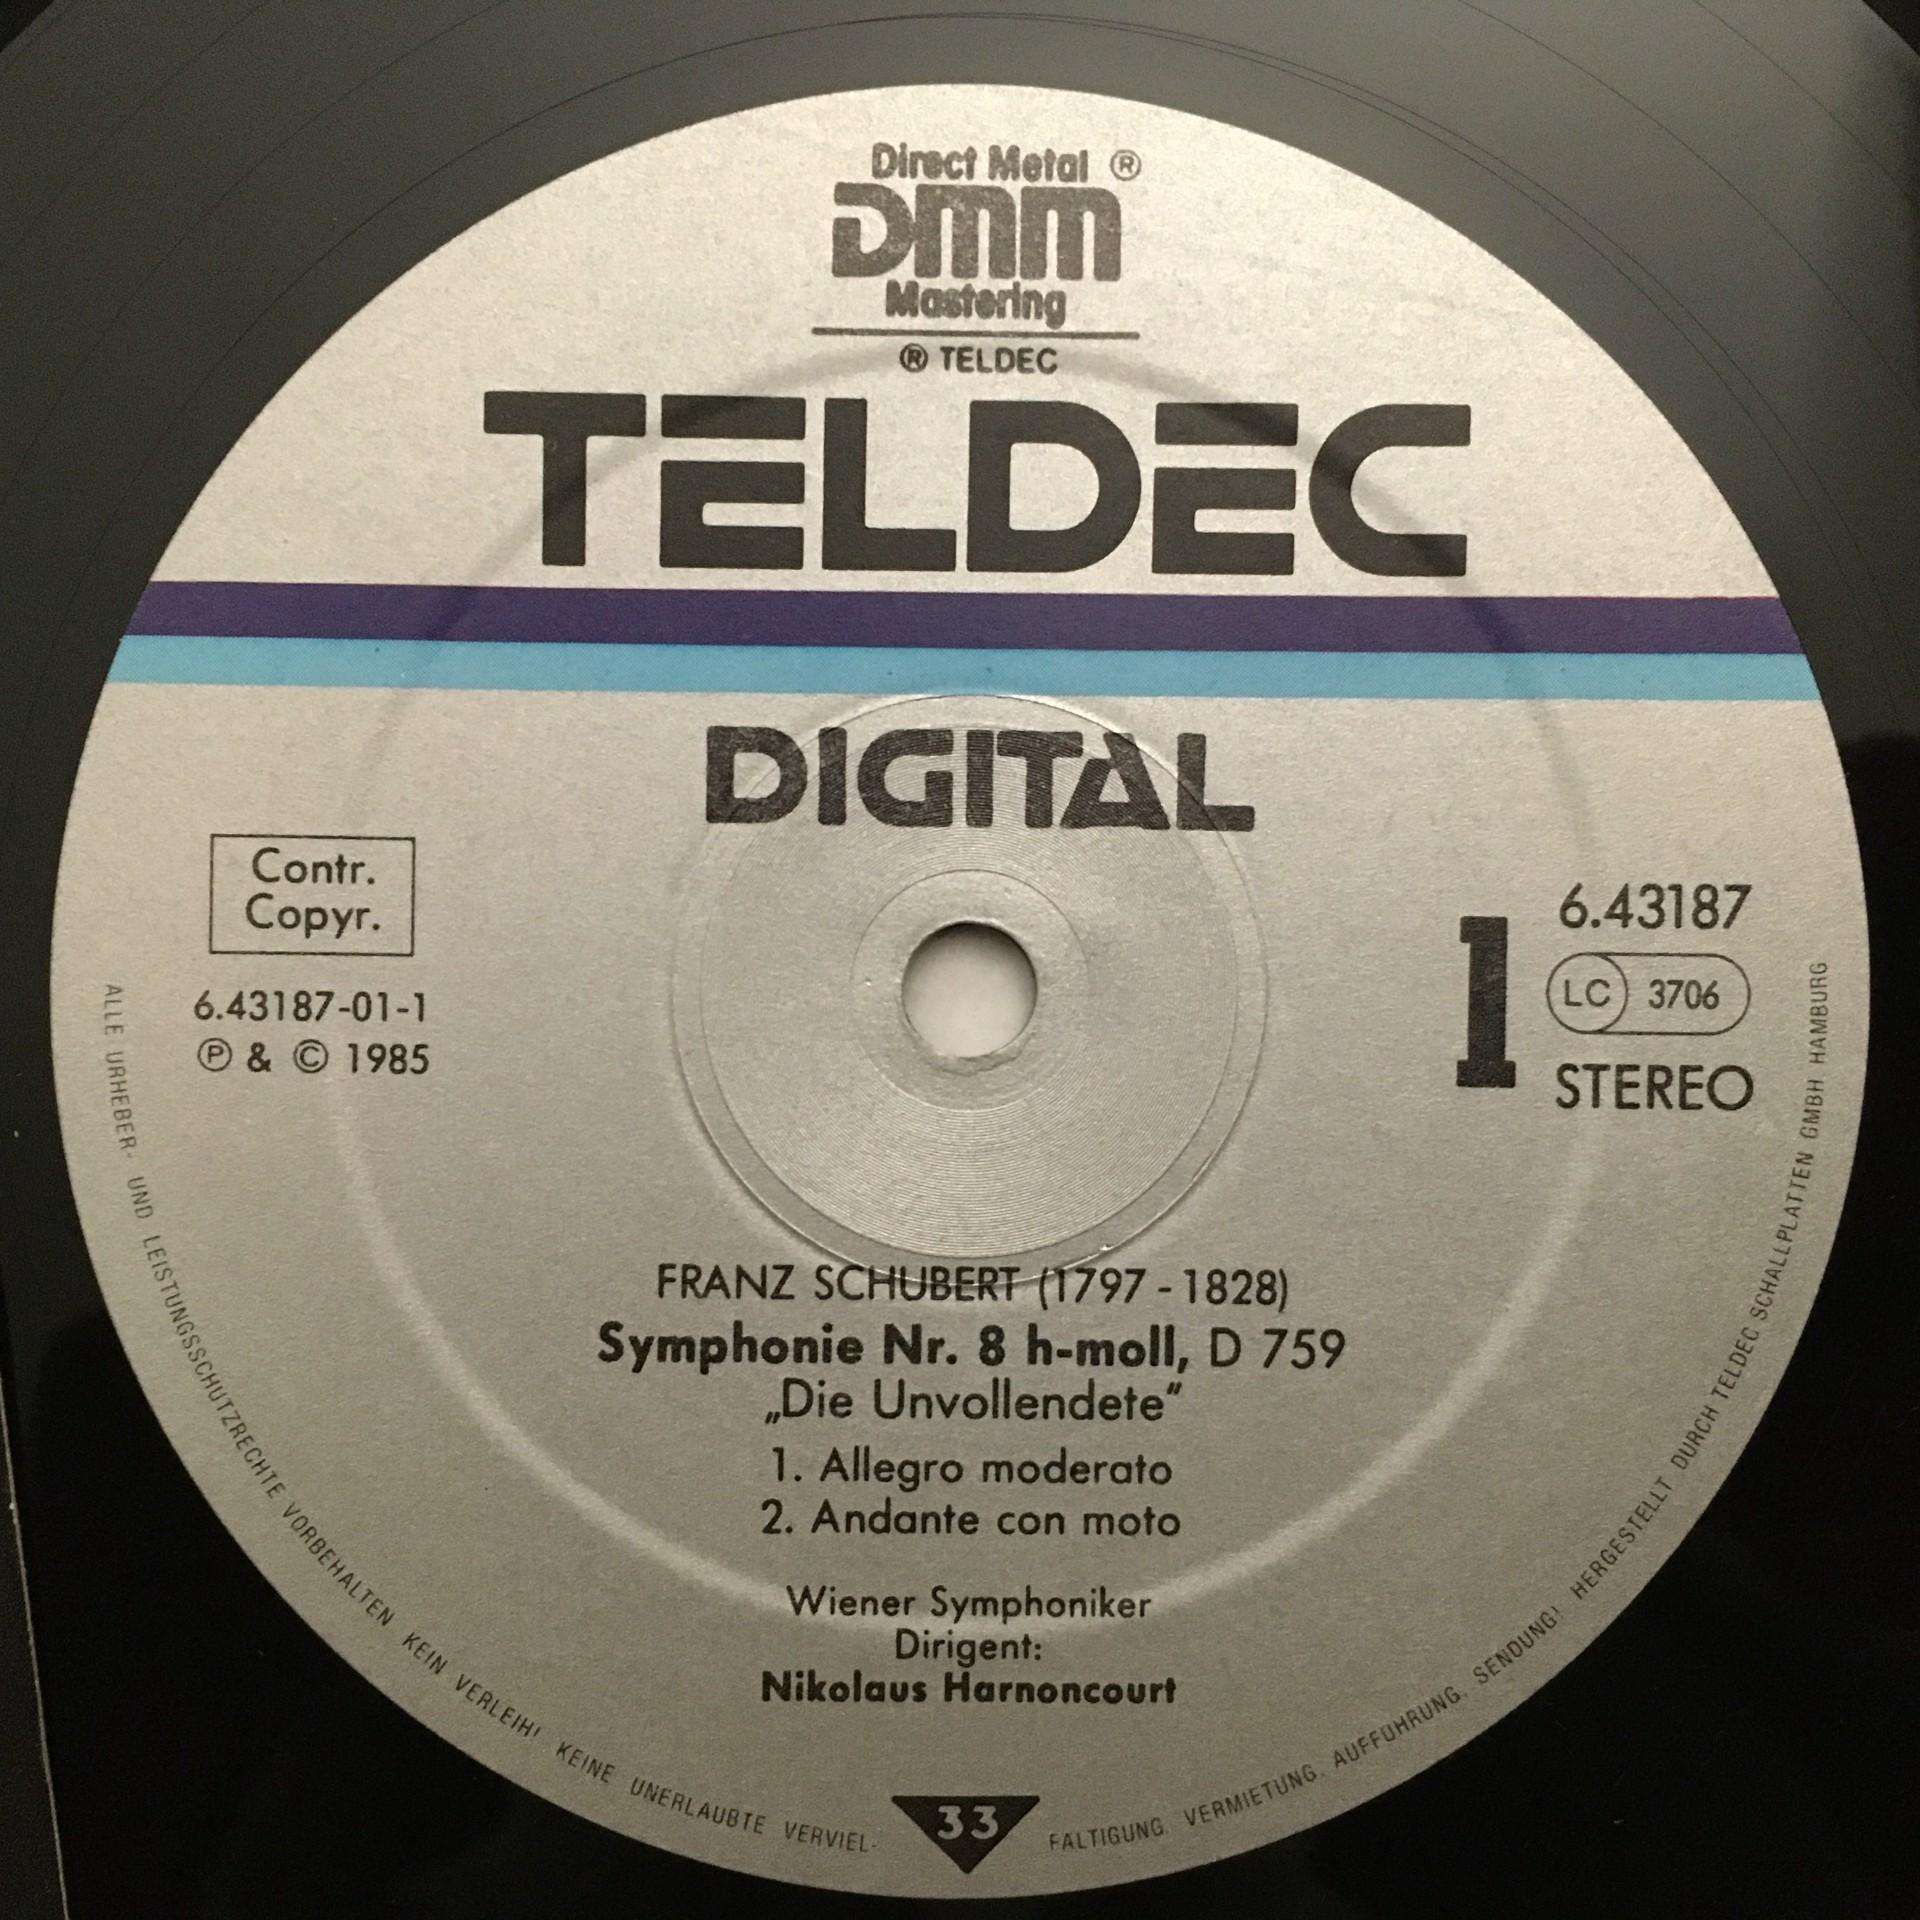 Direct Metal ®
DMM
Mastering
® TELDEC
TELDEC
DIGITAL
Contr.
Copyr.
6.43187-01-1
℗ & © 1985
1
6.43187
LC 3706
STEREO
FRANZ SCHUBERT (1797 - 1828)
Symphonie Nr. 8 h-moll, D 759
„Die Unvollendete“
1. Allegro moderato
2. Andante con moto
Wiener Symphoniker
Dirigent:
Nikolaus Harnoncourt
33
ALLE URHEBER- UND LEISTUNGSSCHUTZRECHTE VORBEHALTEN KEIN VERLEIH! KEINE UNERLAUBTE VERVIEL-
FÄLTIGUNG, VERMIETUNG, AUFFÜHRUNG, SENDUNG! HERGESTELLT DURCH TELDEC SCHALLPLATTEN GMBH HAMBURG